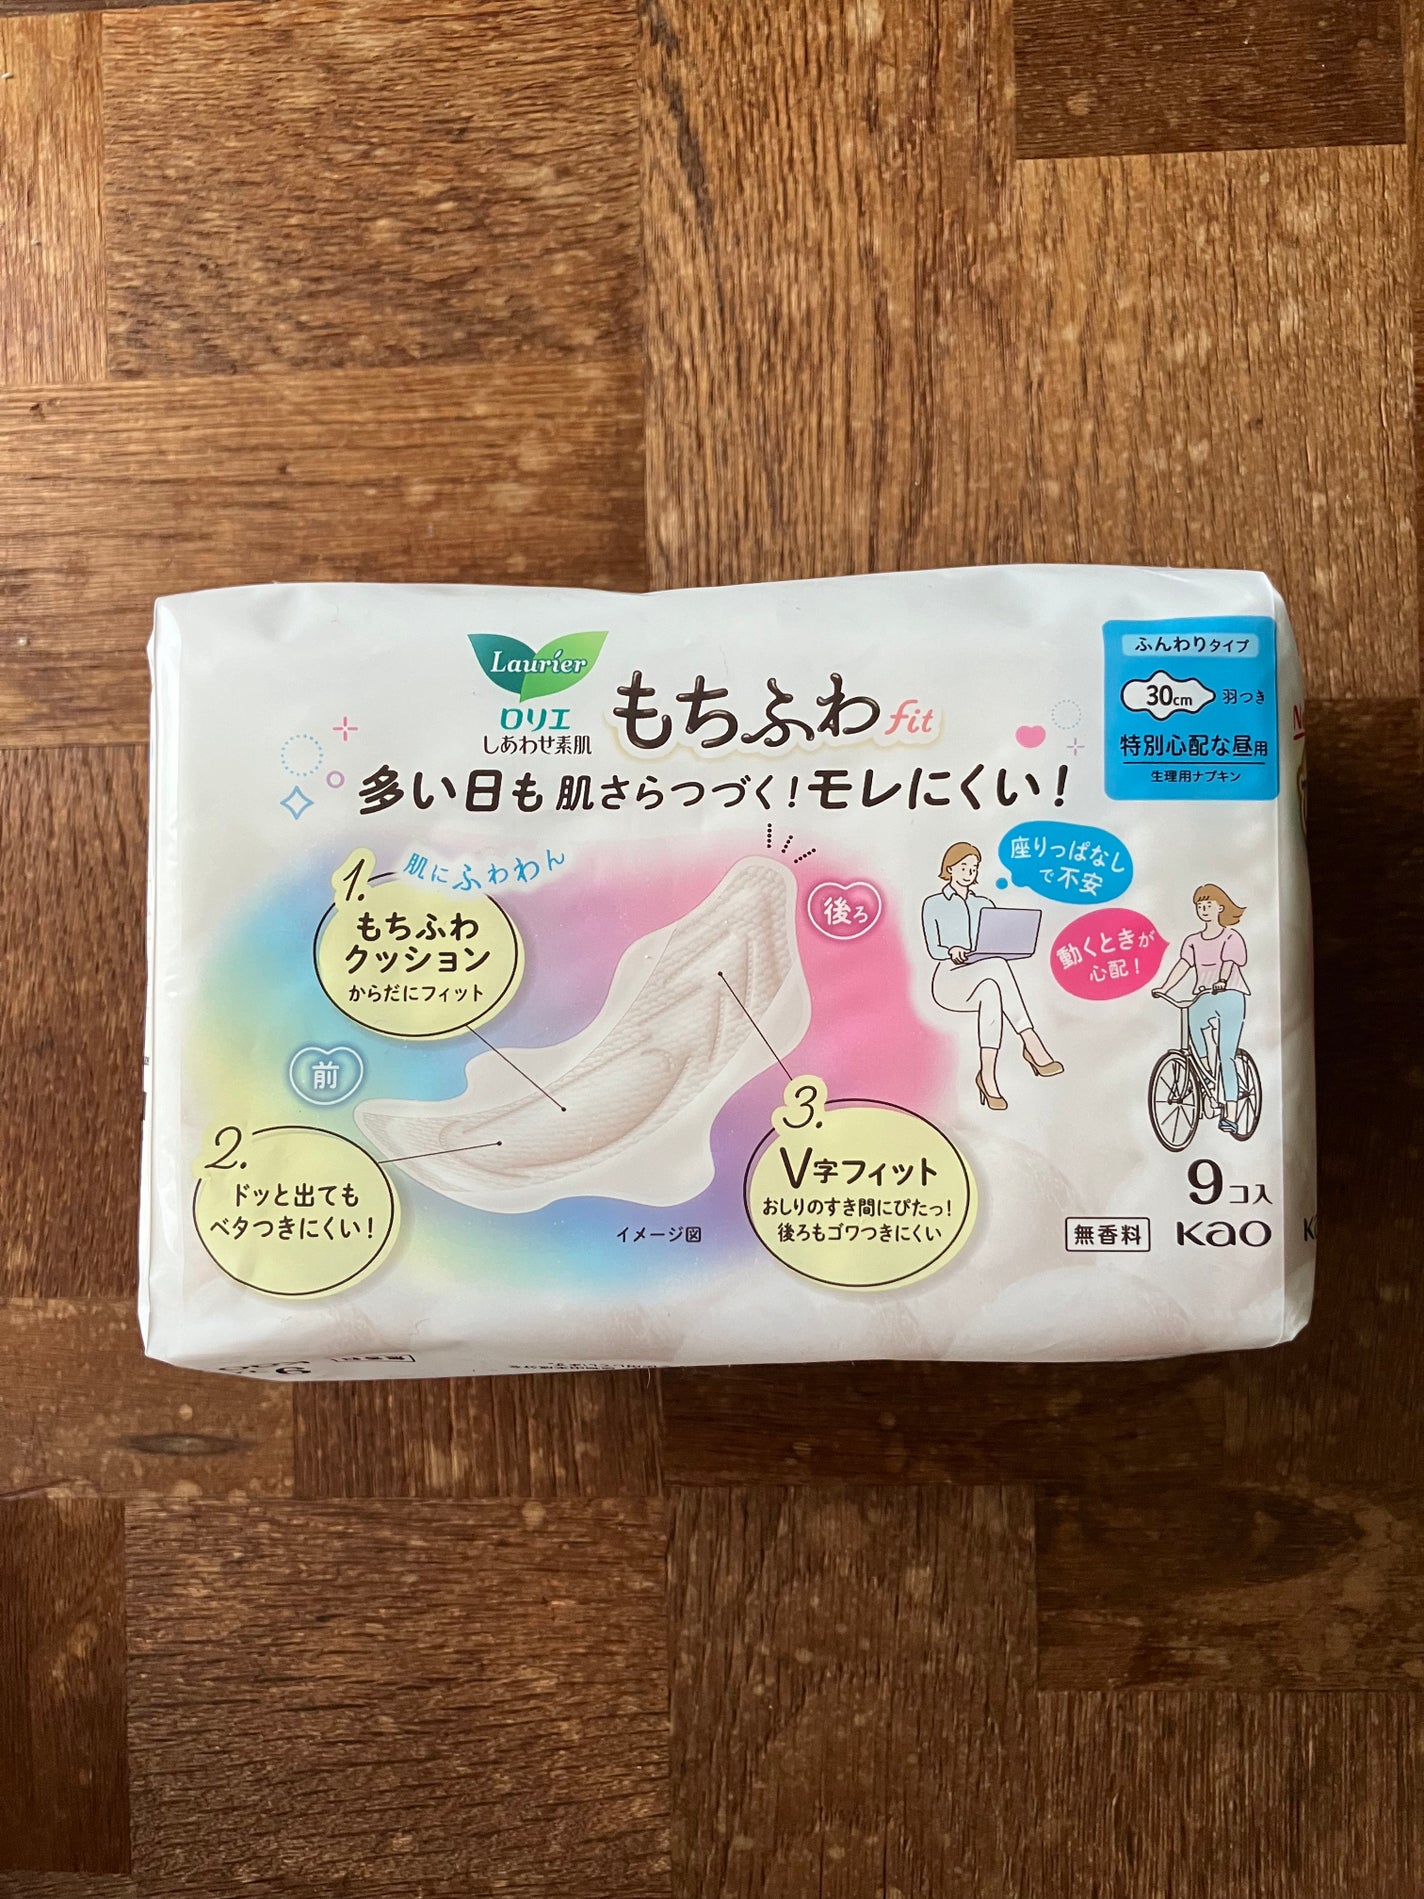 Laurier
ロリエ
しあわせ素肌
もちふわfit
ふんわりタイプ
30cm 羽つき
特別心配な昼用
生理用ナプキン
多い日も 肌さらつづく!モレにくい!
1. 肌にふわわん
もちふわ
クッション
からだにフィット
後ろ
座りっぱなし
で不安
動くときが
心配!
前
2.
ドッと出ても
ベタつきにくい!
3.
V字フィット
おしりのすき間にぴたっ!
後ろもゴワつきにくい
イメージ図
9コ入
無香料
Kao